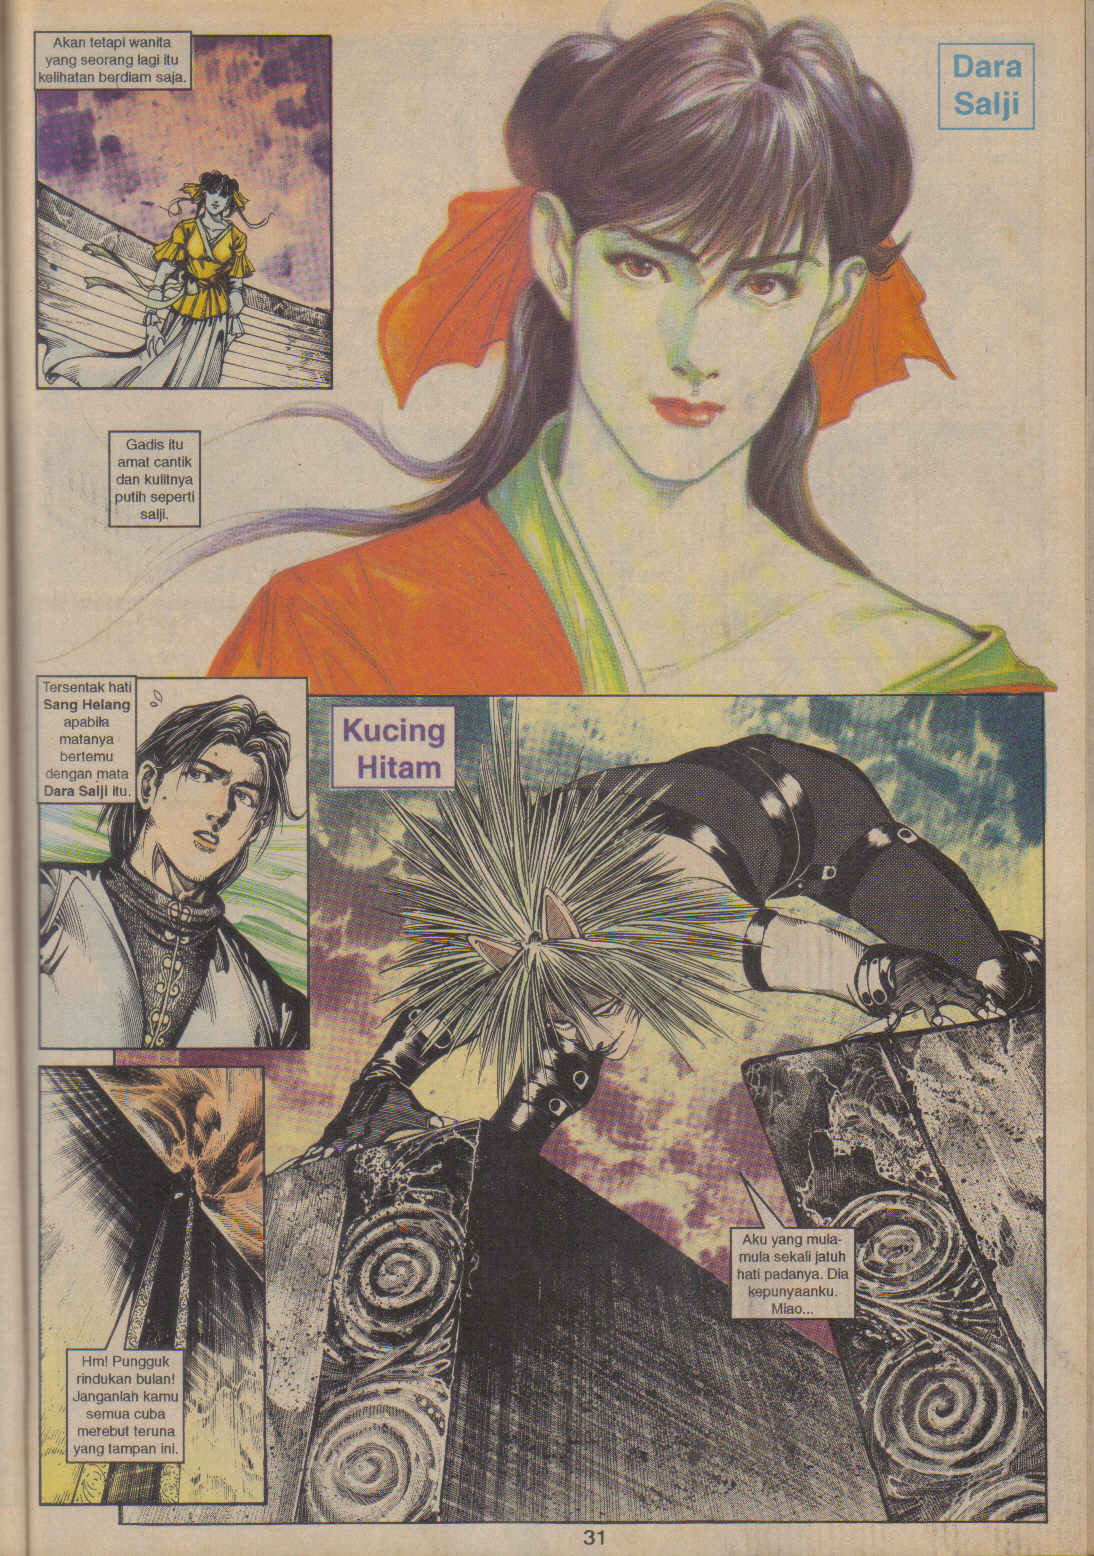 Akan tetapi wanita
yang seorang lagi itu
kelihatan berdiam saja.
Dara
Salji
Gadis itu
amat cantik
dan kulitnya
putih seperti
salji.
Tersentak hati
Sang Helang
apabila
matanya
bertemu
dengan mata
Dara Salji itu.
Kucing
Hitam
Hm! Pungguk
rindukan bulan!
Janganlah kamu
semua cuba
merebut teruna
yang tampan ini.
Aku yang mula-
mula sekali jatuh
hati padanya. Dia
kepunyaanku.
Miao...
31